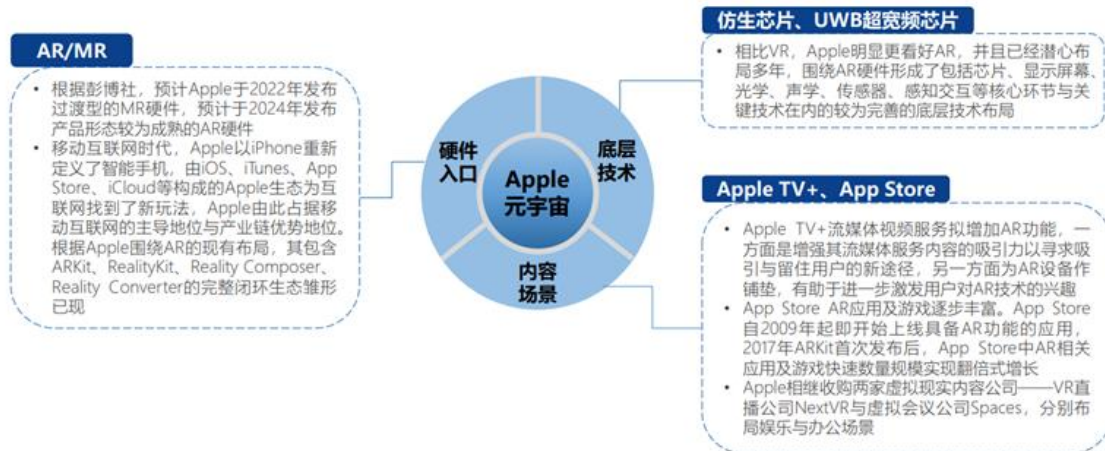 AR/MR
• 根据彭博社，预计Apple于2022年发布
过渡型的MR硬件，预计于2024年发布
产品形态较为成熟的AR硬件
• 移动互联网时代，Apple以iPhone重新
定义了智能手机，由iOS、iTunes、App
Store、iCloud等构成的Apple生态为互
联网找到了新玩法，Apple由此占据移
动互联网的主导地位与产业链优势地位。
根据Apple围绕AR的现有布局，其包含
ARKit、RealityKit、Reality Composer、
Reality Converter的完整闭环生态雏形
已现
硬件
入口
底层
技术
Apple
元宇宙
内容
场景
仿生芯片、UWB超宽频芯片
• 相比VR，Apple明显更看好AR，并且已经潜心布
局多年，围绕AR硬件形成了包括芯片、显示屏幕、
光学、声学、传感器、感知交互等核心环节与关
键技术在内的较为完善的底层技术布局
Apple TV+、App Store
• Apple TV+流媒体视频服务拟增加AR功能，一
方面是增强其流媒体服务内容的吸引力以寻求吸
引与留住用户的新途径，另一方面为AR设备作
铺垫，有助于进一步激发用户对AR技术的兴趣
• App Store AR应用及游戏逐步丰富。App Store
自2009年起即开始上线具备AR功能的应用，
2017年ARKit首次发布后，App Store中AR相关
应用及游戏快速数量规模实现翻倍式增长
• Apple相继收购两家虚拟现实内容公司——VR直
播公司NextVR与虚拟会议公司Spaces，分别布
局娱乐与办公场景